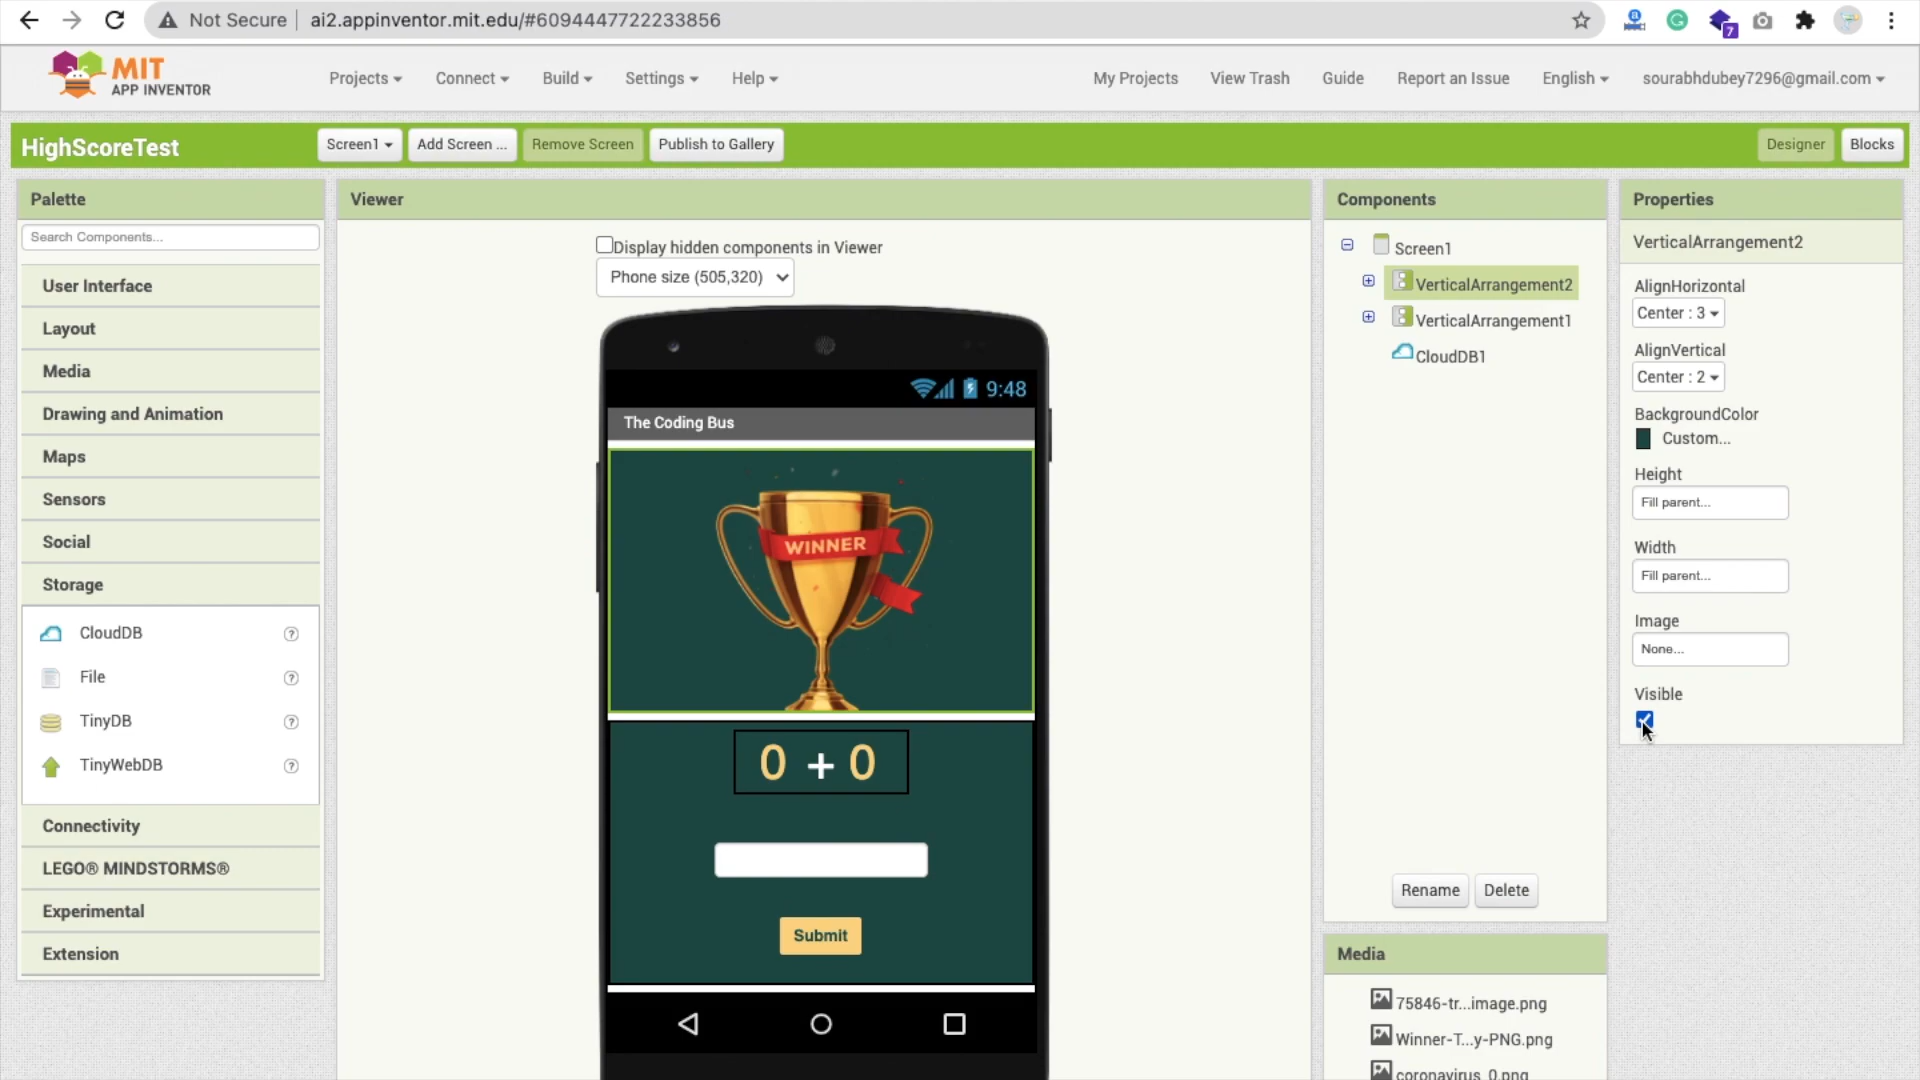 Not Secure
ai2.appinventor.mit.edu/#6094447722233856
7
MIT
APP INVENTOR
Projects
Connect
Build
Settings
Help
My Projects
View Trash
Guide
Report an Issue
English
sourabhdubey7296@gmail.com
HighScoreTest
Screen1
Add Screen ...
Remove Screen
Publish to Gallery
Designer
Blocks
Palette
Search Components...
User Interface
Layout
Media
Drawing and Animation
Maps
Sensors
Social
Storage
CloudDB ?
File ?
TinyDB ?
TinyWebDB ?
Connectivity
LEGO® MINDSTORMS®
Experimental
Extension
Viewer
Display hidden components in Viewer
Phone size (505,320)
9:48
The Coding Bus
WINNER
0 + 0
Submit
Components
Screen1
VerticalArrangement2
VerticalArrangement1
CloudDB1
Rename
Delete
Media
75846-tr...image.png
Winner-T...y-PNG.png
coronavirus_0.png
Properties
VerticalArrangement2
AlignHorizontal
Center : 3
AlignVertical
Center : 2
BackgroundColor
Custom...
Height
Fill parent...
Width
Fill parent...
Image
None...
Visible